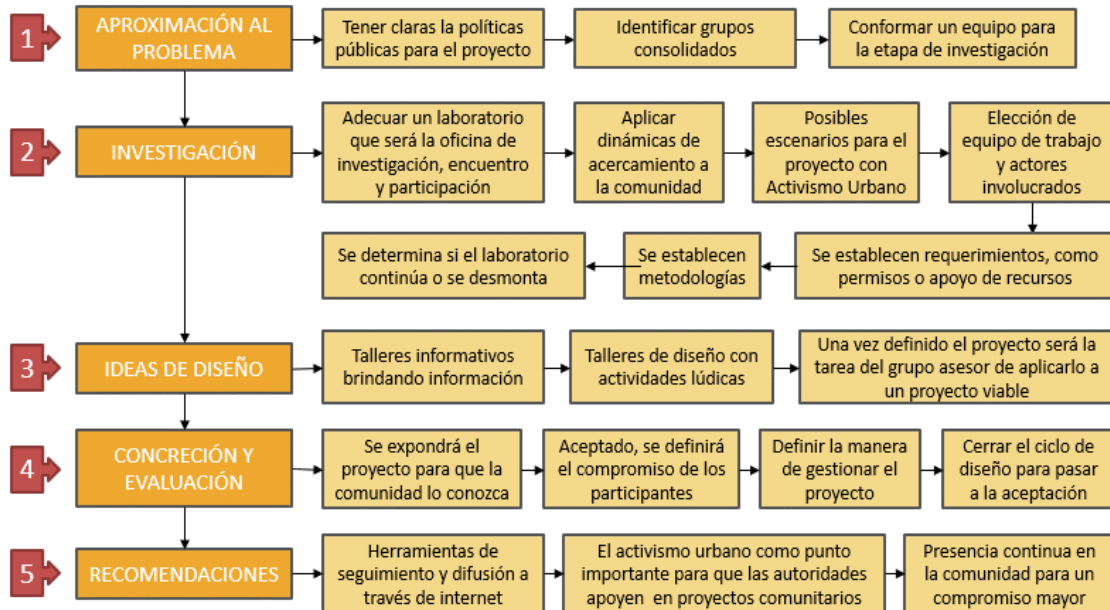 1
APROXIMACIÓN AL
PROBLEMA
Tener claras la políticas
públicas para el proyecto
Identificar grupos
consolidados
Conformar un equipo para
la etapa de investigación
2
INVESTIGACIÓN
Adecuar un laboratorio
que será la oficina de
investigación, encuentro
y participación
Aplicar
dinámicas de
acercamiento a
la comunidad
Posibles
escenarios para el
proyecto con
Activismo Urbano
Elección de
equipo de trabajo
y actores
involucrados
Se establecen requerimientos, como
permisos o apoyo de recursos
Se establecen
metodologías
Se determina si el laboratorio
continúa o se desmonta
3
IDEAS DE DISEÑO
Talleres informativos
brindando información
Talleres de diseño con
actividades lúdicas
Una vez definido el proyecto será la
tarea del grupo asesor de aplicarlo a
un proyecto viable
4
CONCRECIÓN Y
EVALUACIÓN
Se expondrá el
proyecto para que la
comunidad lo conozca
Aceptado, se definirá
el compromiso de los
participantes
Definir la manera
de gestionar el
proyecto
Cerrar el ciclo de
diseño para pasar
a la aceptación
5
RECOMENDACIONES
Herramientas de
seguimiento y difusión a
través de internet
El activismo urbano como punto
importante para que las autoridades
apoyen en proyectos comunitarios
Presencia continua en
la comunidad para un
compromiso mayor